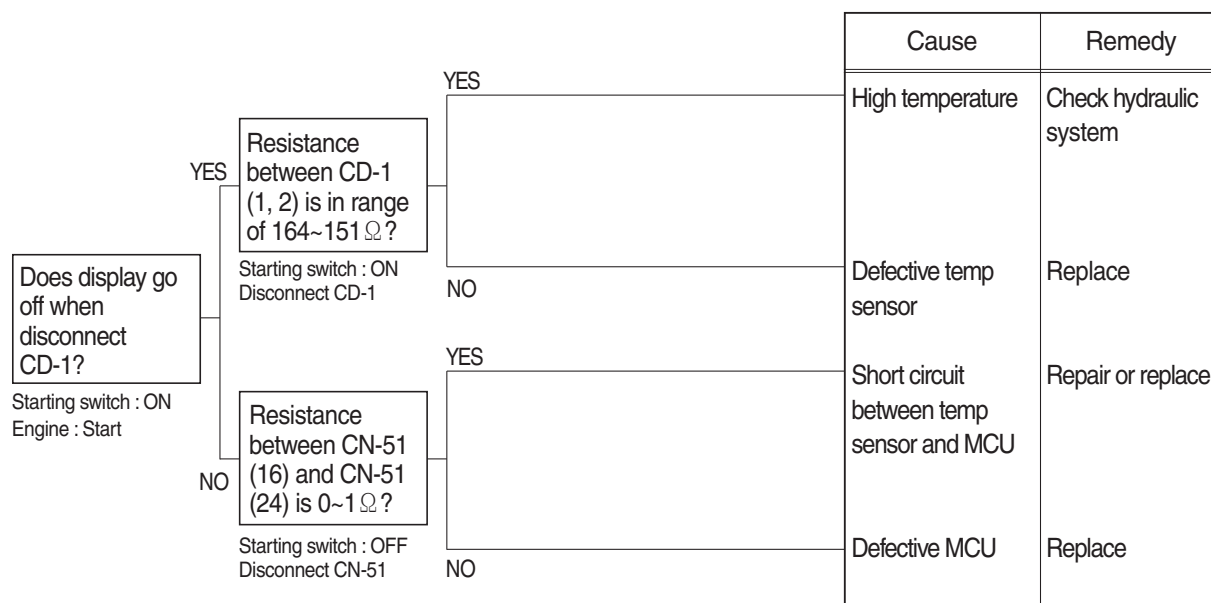 Cause
Remedy
Does display go
off when
disconnect
CD-1?
Starting switch : ON
Engine : Start
YES
Resistance
between CD-1
(1, 2) is in range
of 164~151 Ω ?
Starting switch : ON
Disconnect CD-1
YES
High temperature
Check hydraulic
system
NO
Defective temp
sensor
Replace
NO
Resistance
between CN-51
(16) and CN-51
(24) is 0~1 Ω ?
Starting switch : OFF
Disconnect CN-51
YES
Short circuit
between temp
sensor and MCU
Repair or replace
NO
Defective MCU
Replace